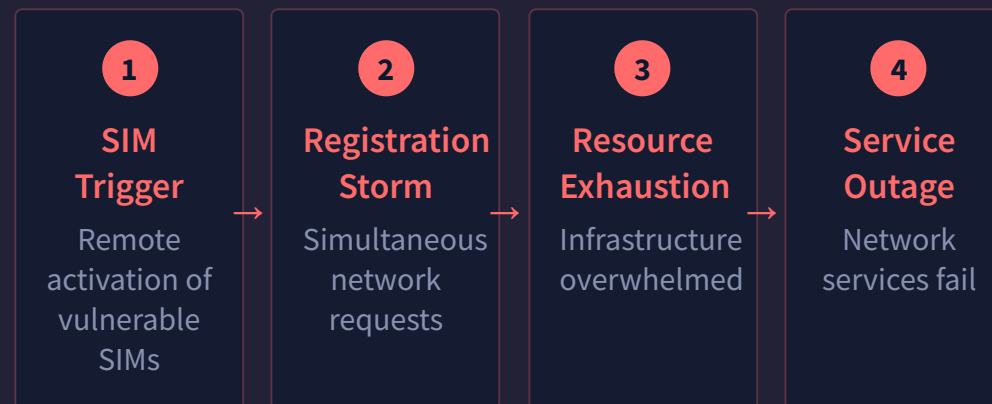 1
SIM
Trigger
Remote
activation of
vulnerable
SIMs
→
2
Registration
Storm
Simultaneous
network
requests
→
3
Resource
Exhaustion
Infrastructure
overwhelmed
→
4
Service
Outage
Network
services fail